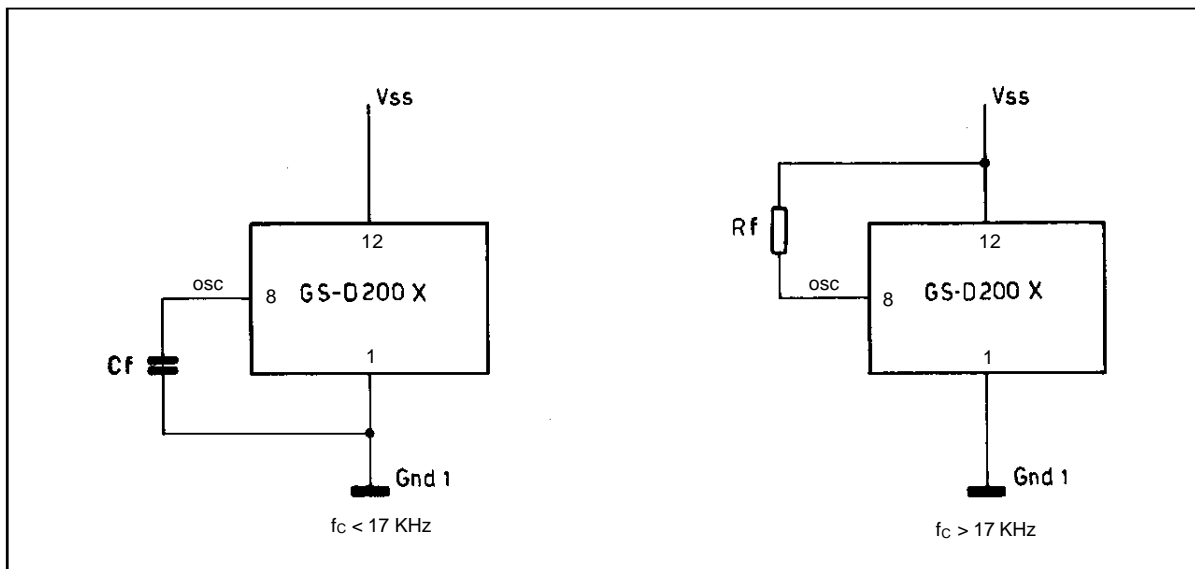 Vss
12
osc
8
GS-D200 X
Cf
1
Gnd 1
fC < 17 KHz
Vss
Rf
12
osc
8
GS-D200 X
1
Gnd 1
fC > 17 KHz